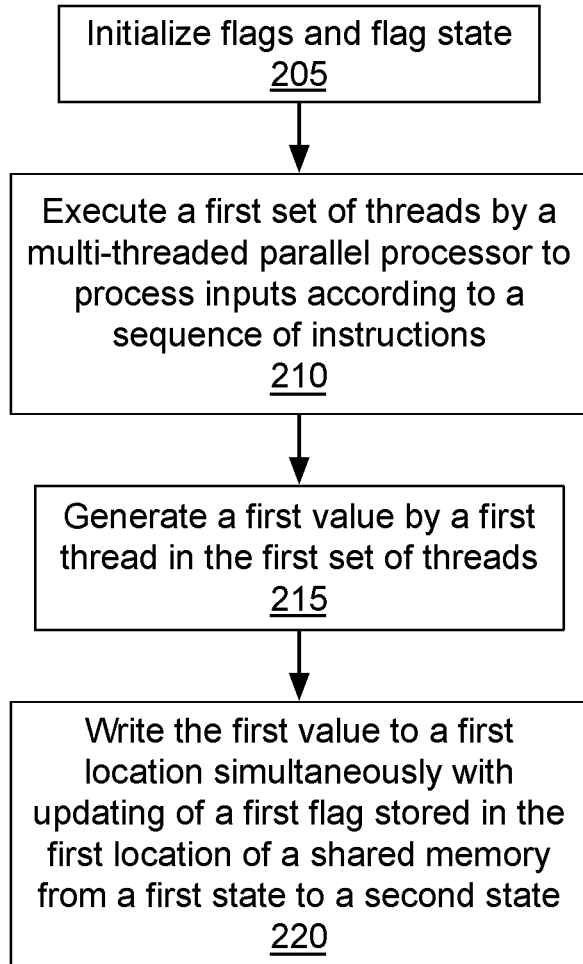 Initialize flags and flag state
205
Execute a first set of threads by a
multi-threaded parallel processor to
process inputs according to a
sequence of instructions
210
Generate a first value by a first
thread in the first set of threads
215
Write the first value to a first
location simultaneously with
updating of a first flag stored in the
first location of a shared memory
from a first state to a second state
220